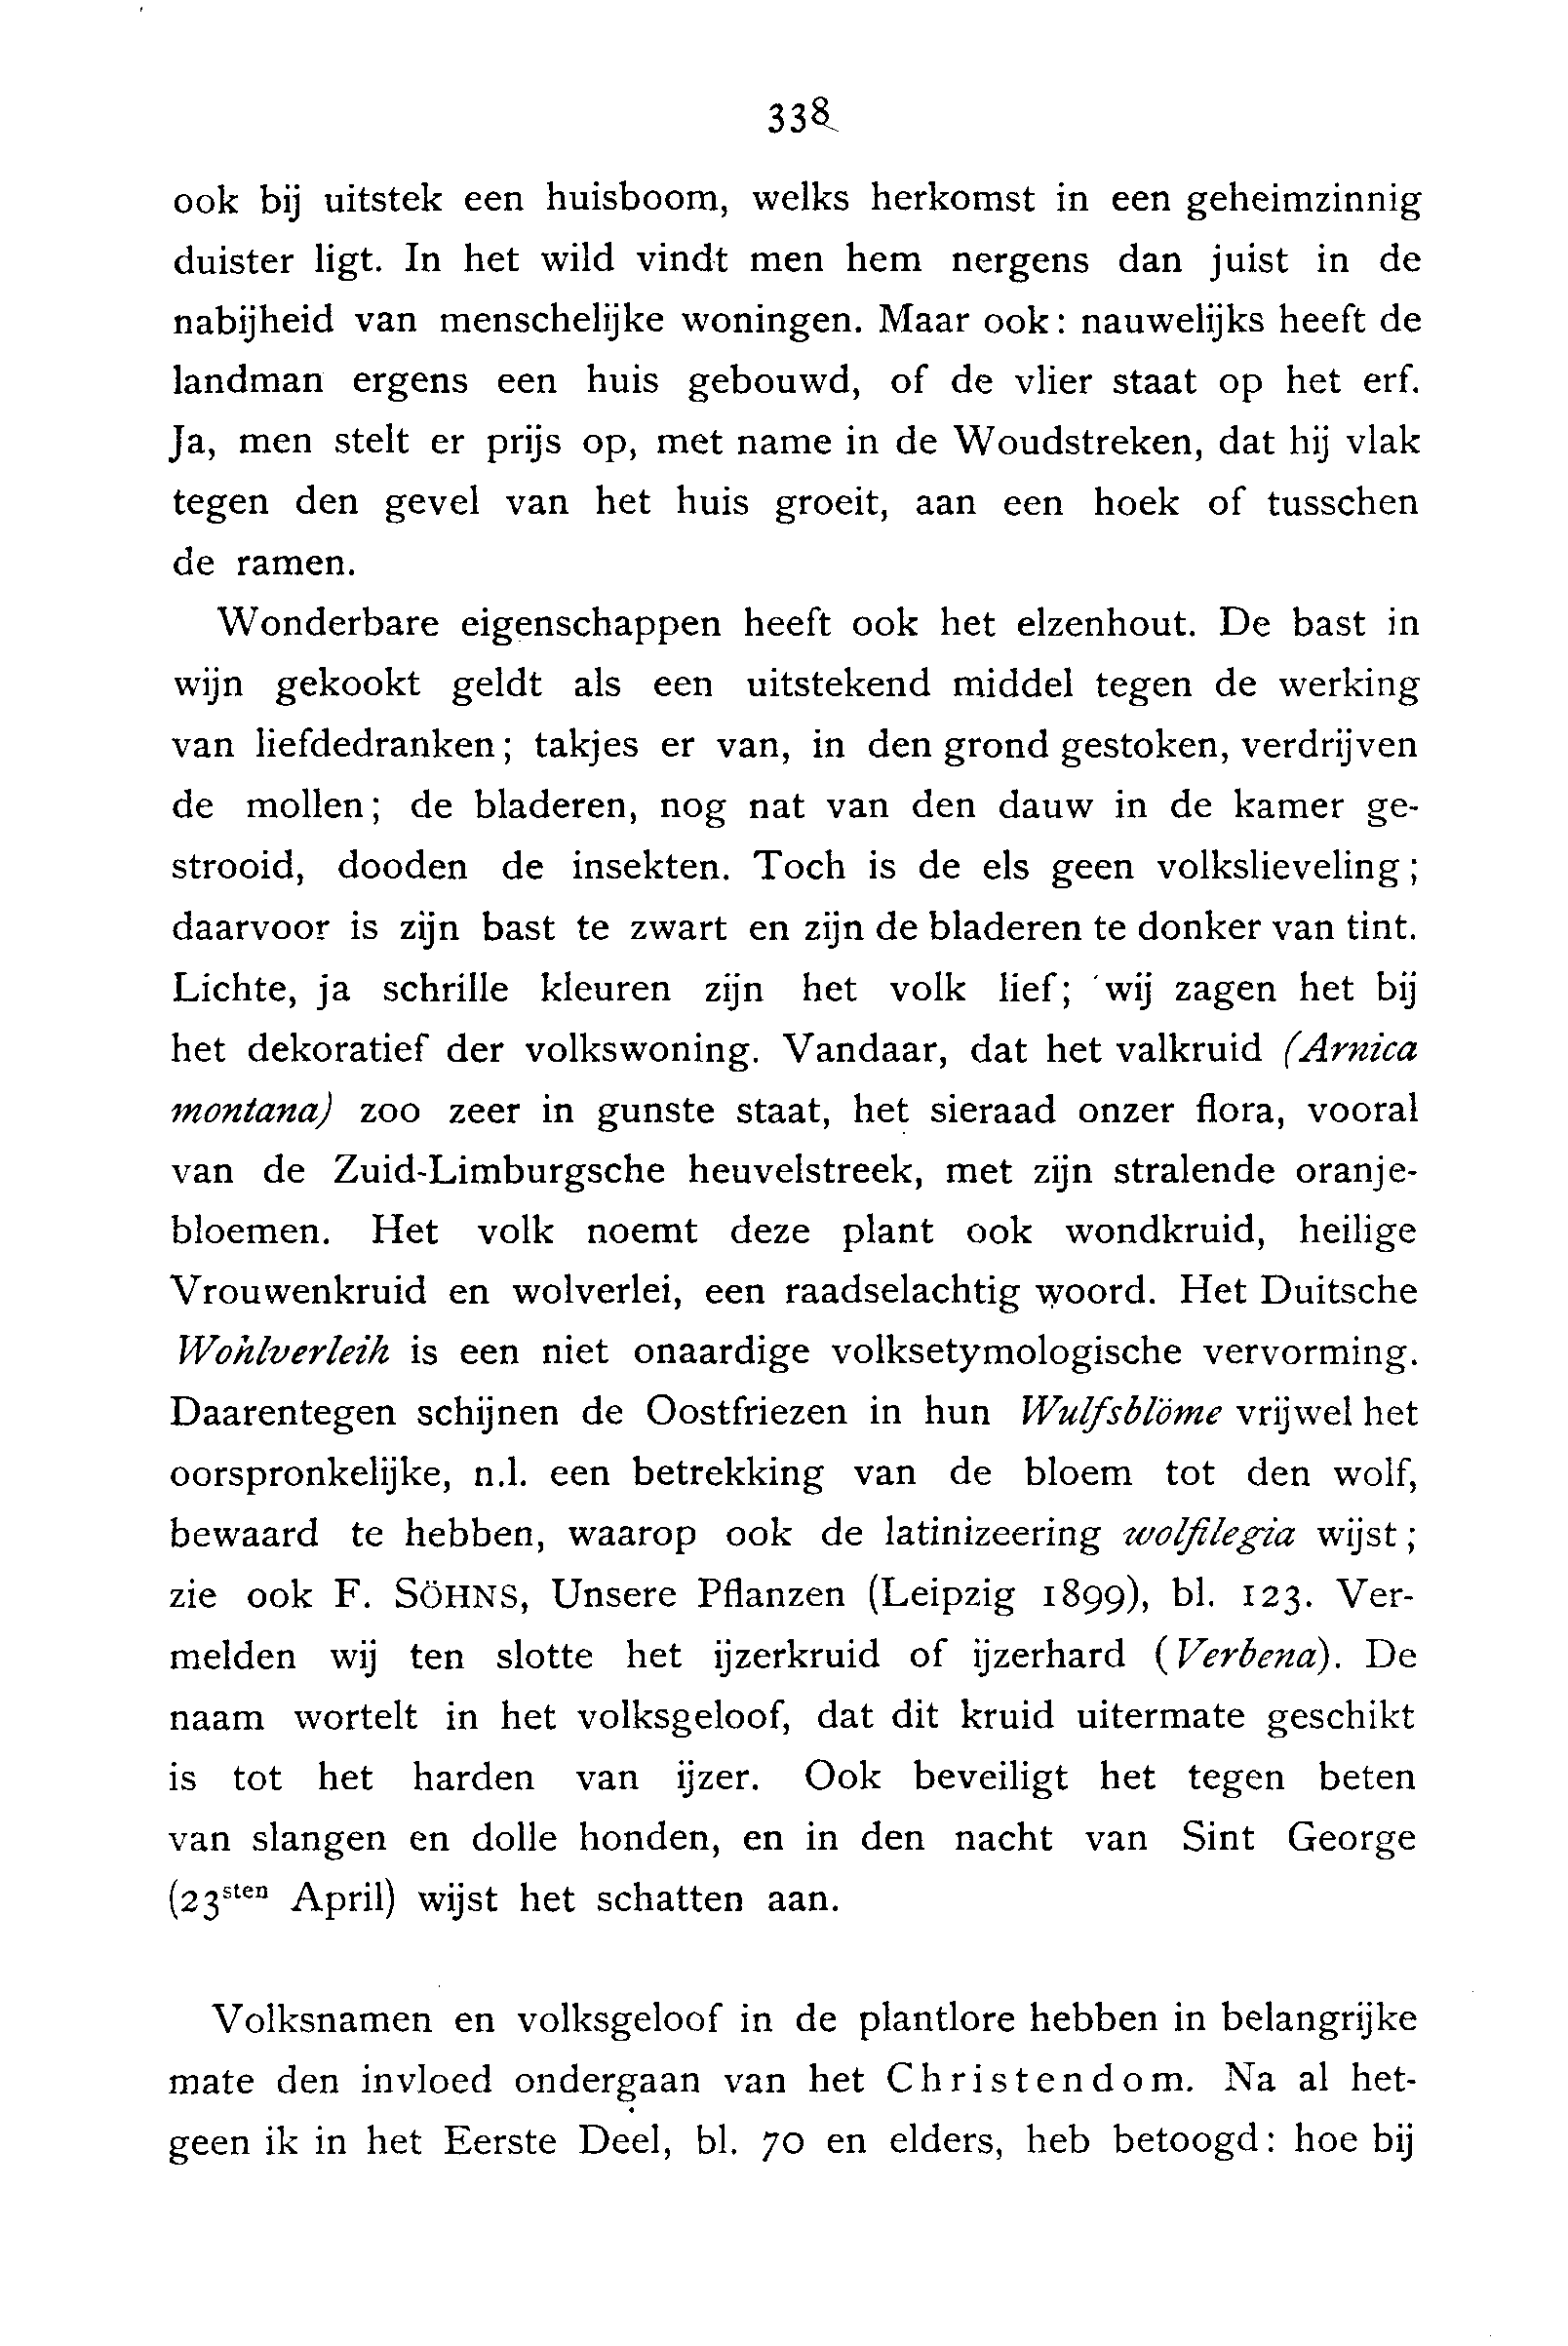 338
ook bij uitstek een huisboom, welks herkomst in een geheimzinnig
duister ligt. In het wild vindt men hem nergens dan juist in de
nabijheid van menschelijke woningen. Maar ook: nauwelijks heeft de
landman ergens een huis gebouwd, of de vlier staat op het erf.
Ja, men stelt er prijs op, met name in de Woudstreken, dat hij vlak
tegen den gevel van het huis groeit, aan een hoek of tusschen
de ramen.
Wonderbare eigenschappen heeft ook het elzenhout. De bast in
wijn gekookt geldt als een uitstekend middel tegen de werking
van liefdedranken; takjes er van, in den grond gestoken, verdrijven
de mollen; de bladeren, nog nat van den dauw in de kamer ge-
strooid, dooden de insekten. Toch is de els geen volkslieveling;
daarvoor is zijn bast te zwart en zijn de bladeren te donker van tint.
Lichte, ja schrille kleuren zijn het volk lief; wij zagen het bij
het dekoratief der volkswoning. Vandaar, dat het valkruid (Arnica
montana) zoo zeer in gunste staat, het sieraad onzer flora, vooral
van de Zuid-Limburgsche heuvelstreek, met zijn stralende oranje-
bloemen. Het volk noemt deze plant ook wondkruid, heilige
Vrouwenkruid en wolverlei, een raadselachtig woord. Het Duitsche
Wohlverleih is een niet onaardige volksetymologische vervorming.
Daarentegen schijnen de Oostfriezen in hun Wulfsblöme vrijwel het
oorspronkelijke, n.l. een betrekking van de bloem tot den wolf,
bewaard te hebben, waarop ook de latinizeering wolfilegia wijst;
zie ook F. SÖHNS, Unsere Pflanzen (Leipzig 1899), bl. 123. Ver-
melden wij ten slotte het ijzerkruid of ijzerhard (Verbena). De
naam wortelt in het volksgeloof, dat dit kruid uitermate geschikt
is tot het harden van ijzer. Ook beveiligt het tegen beten
van slangen en dolle honden, en in den nacht van Sint George
(23sten April) wijst het schatten aan.
Volksnamen en volksgeloof in de plantlore hebben in belangrijke
mate den invloed ondergaan van het Christendom. Na al het-
geen ik in het Eerste Deel, bl. 70 en elders, heb betoogd: hoe bij